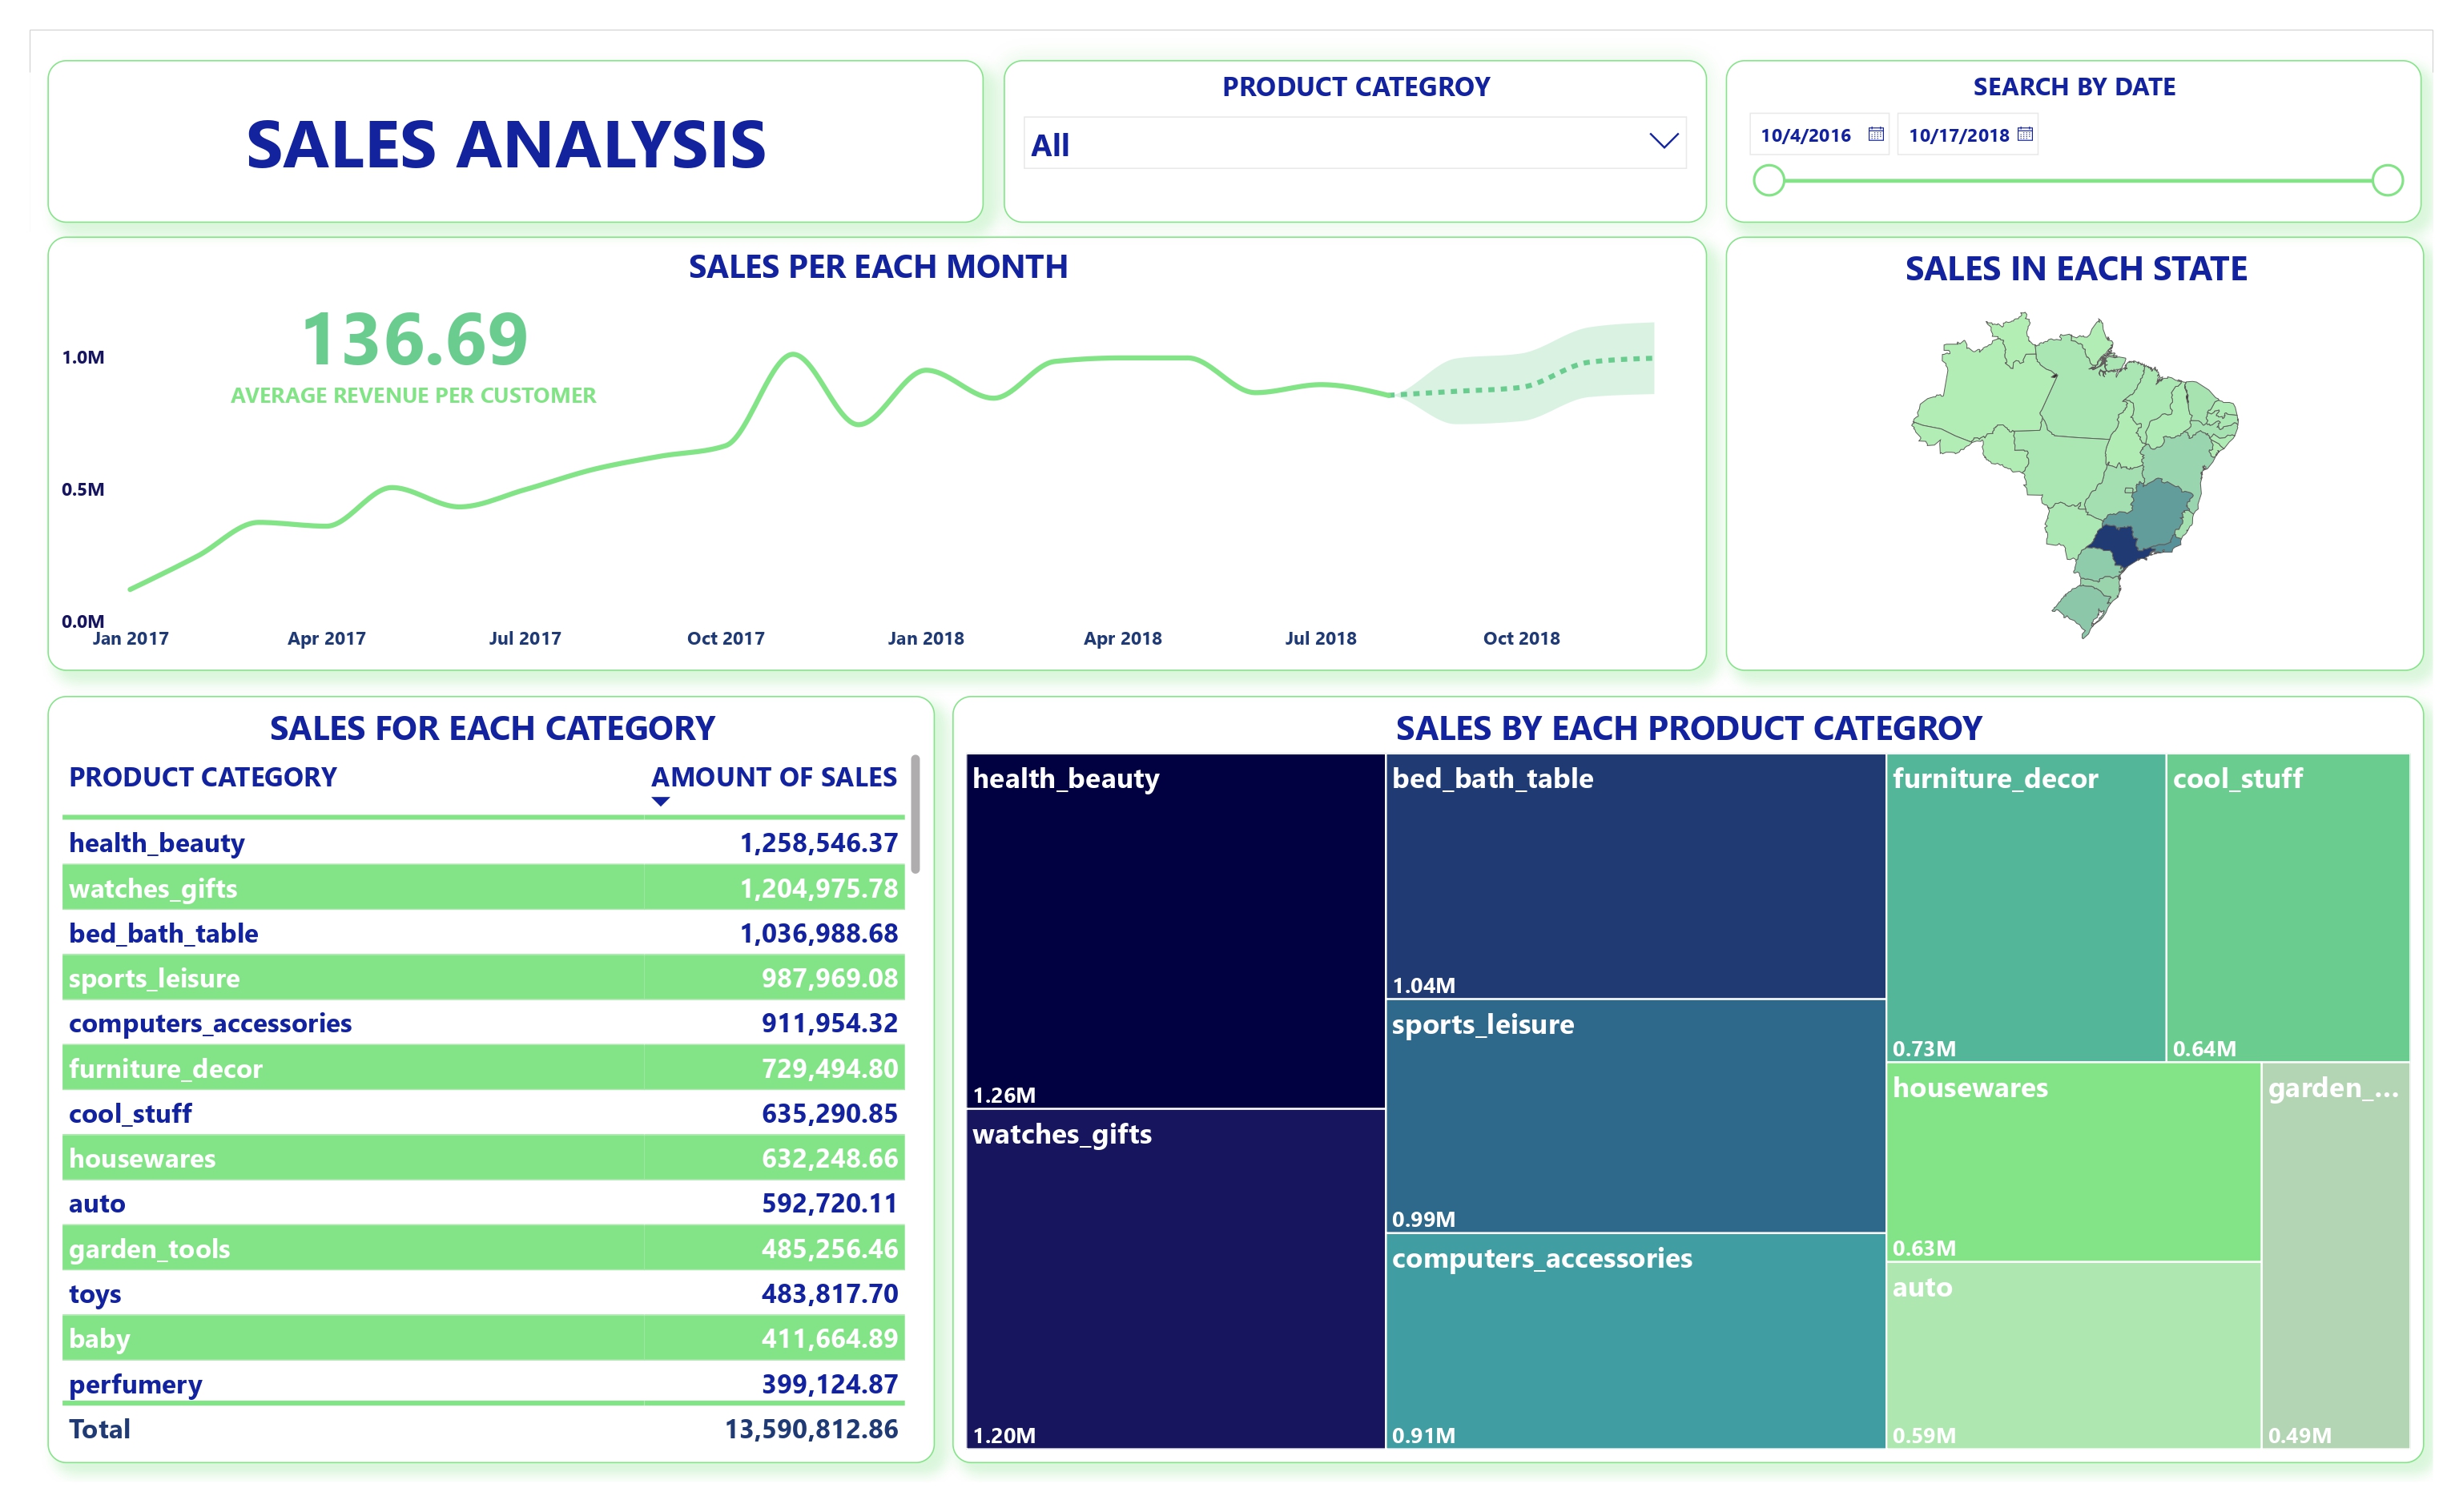 SALES ANALYSIS
PRODUCT CATEGROY
All
SEARCH BY DATE
10/4/2016 10/17/2018
SALES PER EACH MONTH
136.69
AVERAGE REVENUE PER CUSTOMER
1.0M
0.5M
0.0M
Jan 2017 Apr 2017 Jul 2017 Oct 2017 Jan 2018 Apr 2018 Jul 2018 Oct 2018
SALES IN EACH STATE
SALES FOR EACH CATEGORY
PRODUCT CATEGORY AMOUNT OF SALES
health_beauty 1,258,546.37
watches_gifts 1,204,975.78
bed_bath_table 1,036,988.68
sports_leisure 987,969.08
computers_accessories 911,954.32
furniture_decor 729,494.80
cool_stuff 635,290.85
housewares 632,248.66
auto 592,720.11
garden_tools 485,256.46
toys 483,817.70
baby 411,664.89
perfumery 399,124.87
Total 13,590,812.86
SALES BY EACH PRODUCT CATEGROY
health_beauty
1.26M
watches_gifts
1.20M
bed_bath_table
1.04M
sports_leisure
0.99M
computers_accessories
0.91M
furniture_decor
0.73M
cool_stuff
0.64M
housewares
0.63M
auto
0.59M
garden_...
0.49M